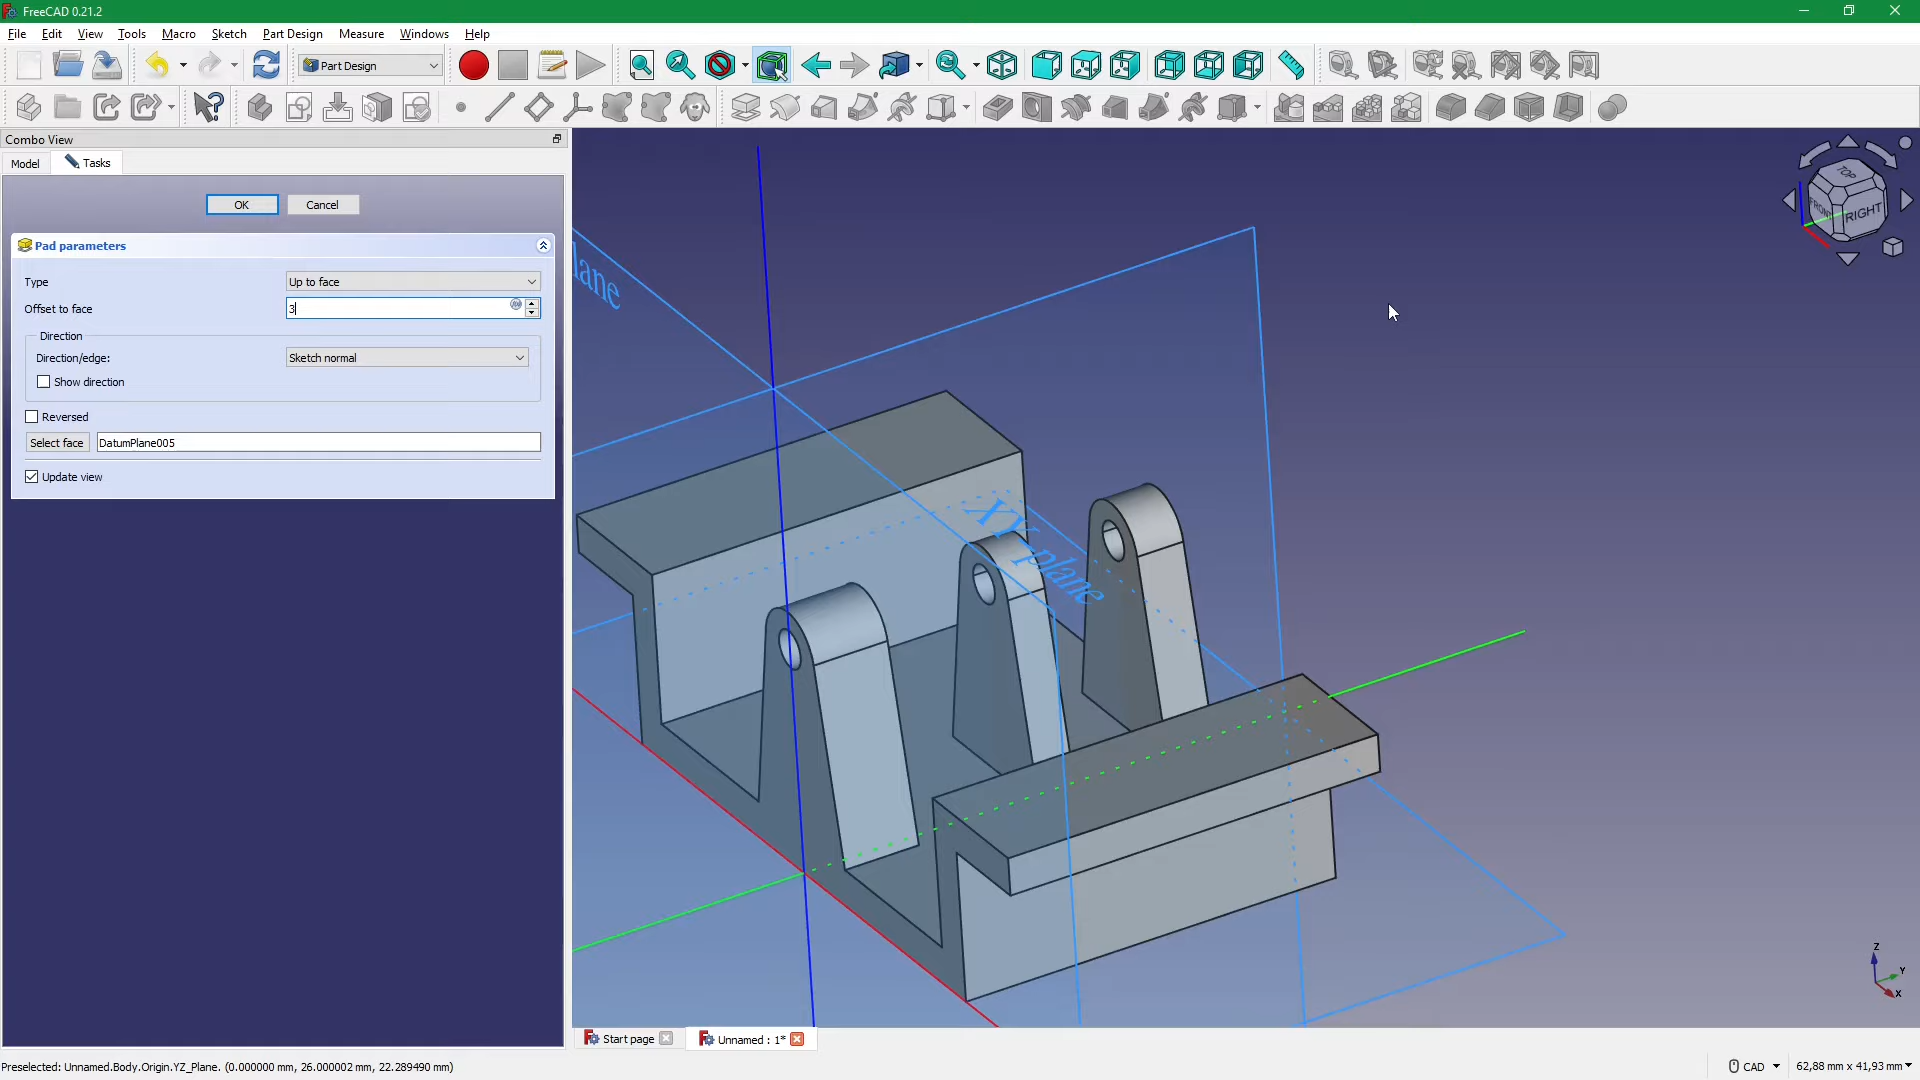 FreeCAD 0.21.2
File Edit View Tools Macro Sketch Part Design Measure Windows Help
Part Design
Combo View
Model Tasks
OK Cancel
Pad parameters
Type Up to face
Offset to face 3
Direction
Direction/edge: Sketch normal
Show direction
Reversed
Select face DatumPlane005
Update view
lane
XY_plane
TOP
FRONT RIGHT
Z
Y
X
Start page Unnamed : 1*
Preselected: Unnamed.Body.Origin.YZ_Plane. (0.000000 mm, 26.000002 mm, 22.289490 mm) CAD 62,88 mm x 41,93 mm